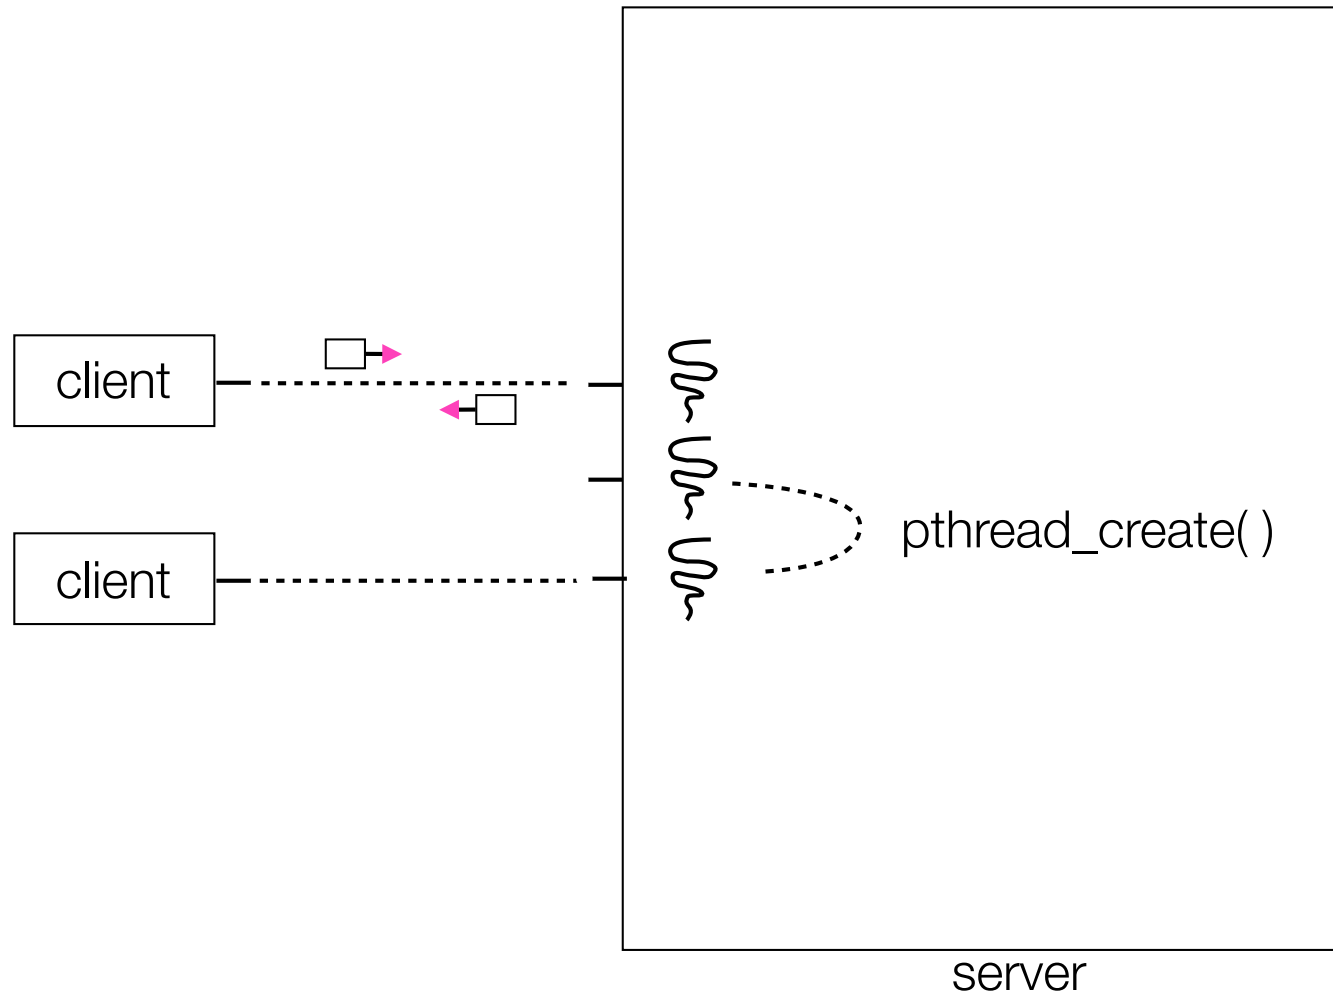 client
pthread_create( )
client
server